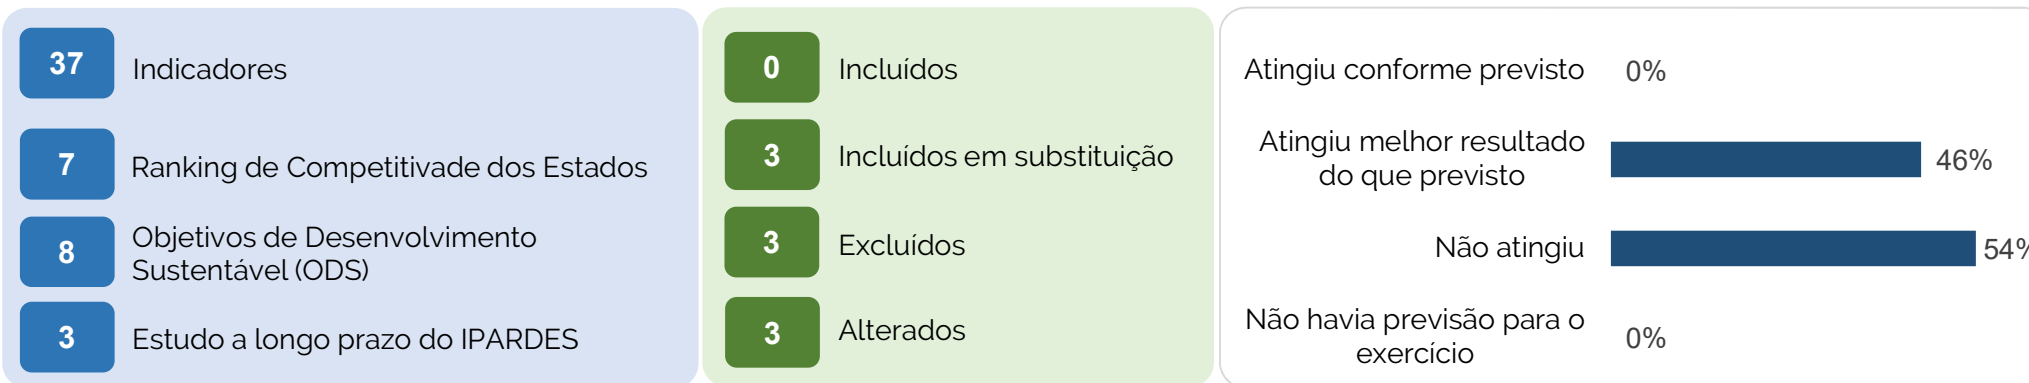 37 Indicadores
7 Ranking de Competitivade dos Estados
8 Objetivos de Desenvolvimento
Sustentável (ODS)
3 Estudo a longo prazo do IPARDES
0 Incluídos
3 Incluídos em substituição
3 Excluídos
3 Alterados
Atingiu conforme previsto 0%
Atingiu melhor resultado
do que previsto 46%
Não atingiu 54%
Não havia previsão para o
exercício 0%